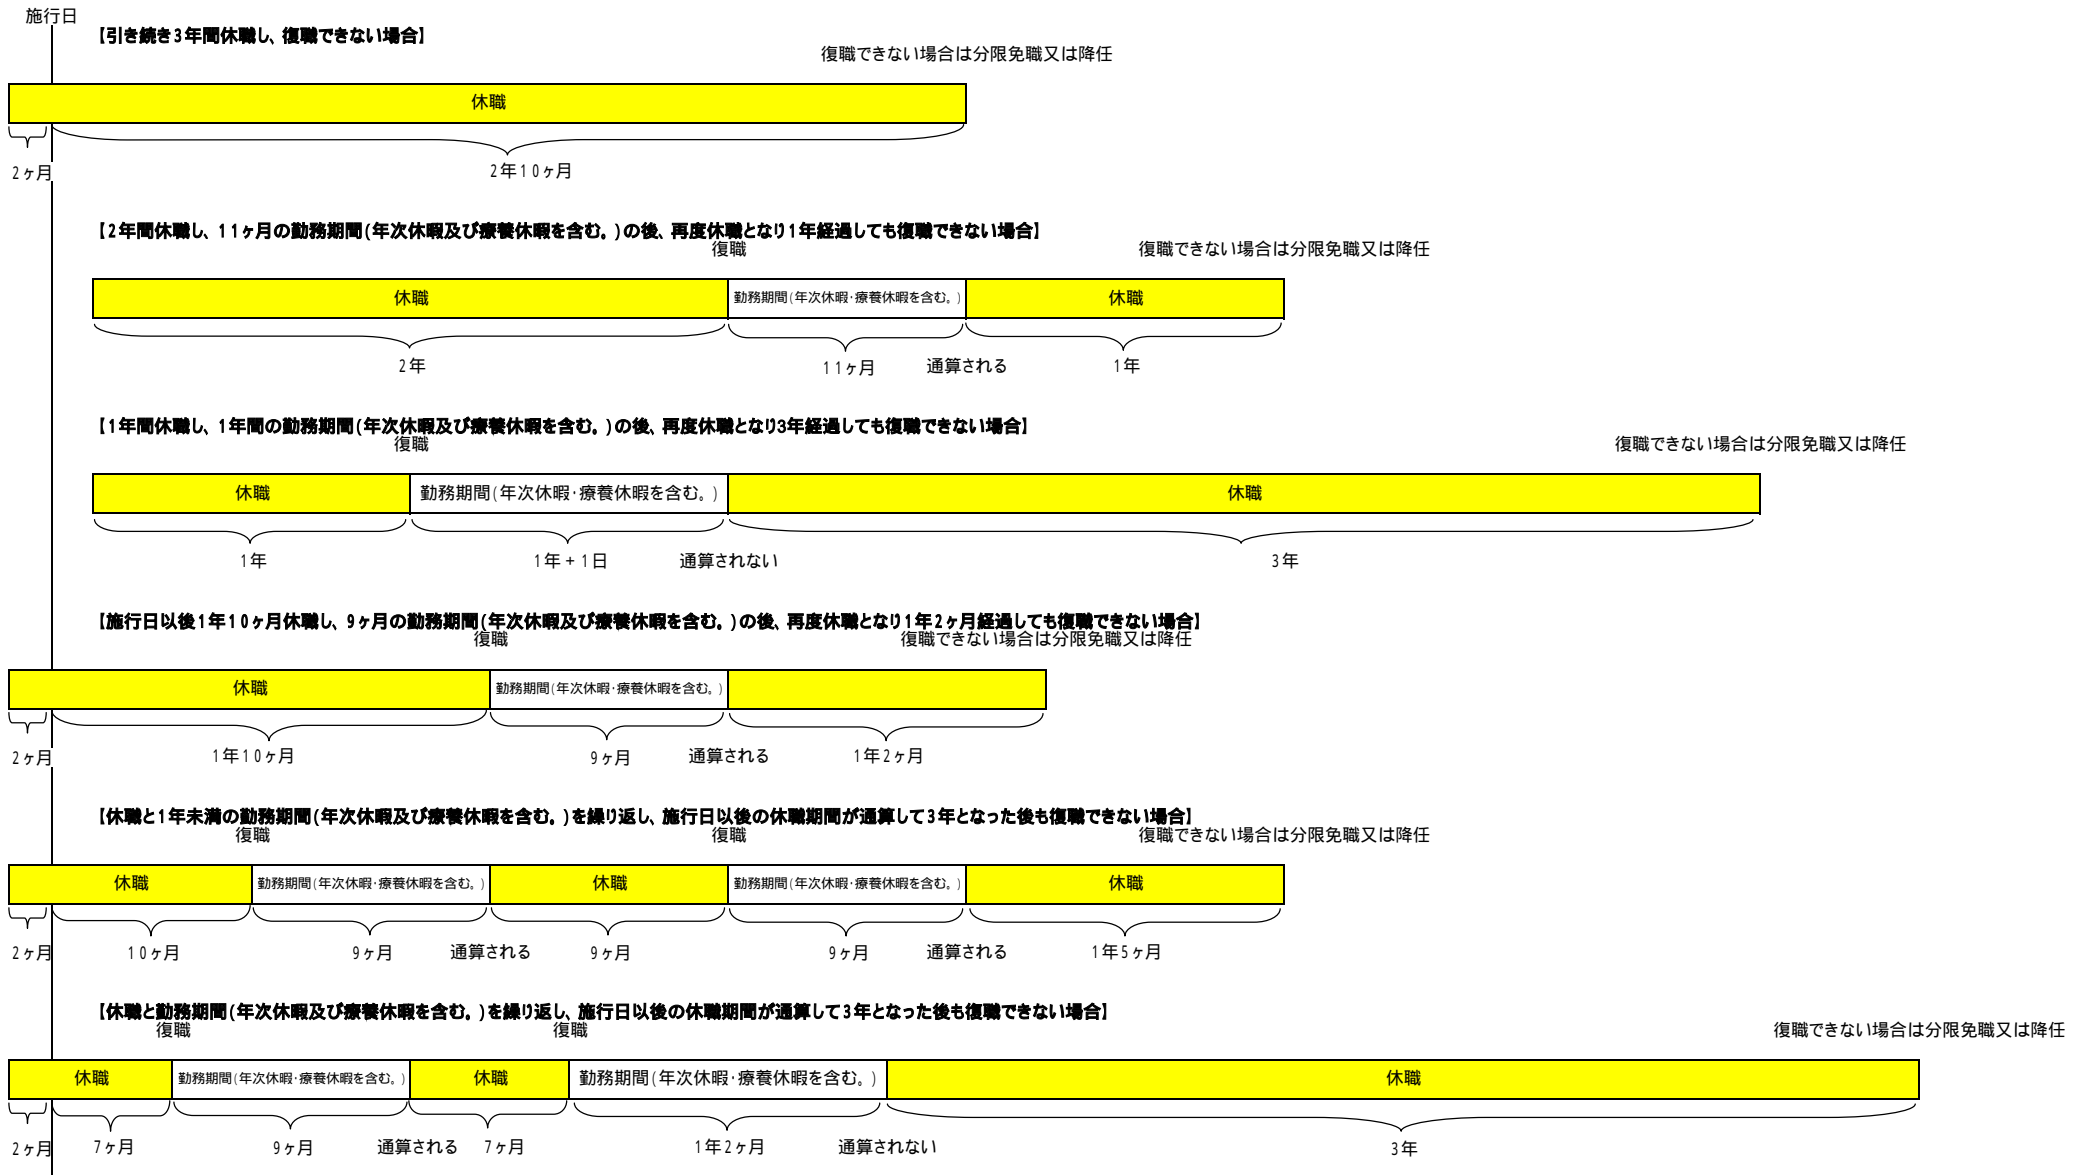 施行日
【引き続き3年間休職し、復職できない場合】
復職できない場合は分限免職又は降任
休職
2ヶ月
2年10ヶ月
【2年間休職し、11ヶ月の勤務期間(年次休暇及び療養休暇を含む。)の後、再度休職となり1年経過しても復職できない場合】
復職
復職できない場合は分限免職又は降任
休職
勤務期間(年次休暇・療養休暇を含む。)
休職
2年
11ヶ月
通算される
1年
【1年間休職し、1年間の勤務期間(年次休暇及び療養休暇を含む。)の後、再度休職となり3年経過しても復職できない場合】
復職
復職できない場合は分限免職又は降任
休職
勤務期間(年次休暇・療養休暇を含む。)
休職
1年
1年+1日
通算されない
3年
【施行日以後1年10ヶ月休職し、9ヶ月の勤務期間(年次休暇及び療養休暇を含む。)の後、再度休職となり1年2ヶ月経過しても復職できない場合】
復職
復職できない場合は分限免職又は降任
休職
勤務期間(年次休暇・療養休暇を含む。)
2ヶ月
1年10ヶ月
9ヶ月
通算される
1年2ヶ月
【休職と1年未満の勤務期間(年次休暇及び療養休暇を含む。)を繰り返し、施行日以後の休職期間が通算して3年となった後も復職できない場合】
復職
復職
復職できない場合は分限免職又は降任
休職
勤務期間(年次休暇・療養休暇を含む。)
休職
勤務期間(年次休暇・療養休暇を含む。)
休職
2ヶ月
10ヶ月
9ヶ月
通算される
9ヶ月
9ヶ月
通算される
1年5ヶ月
【休職と勤務期間(年次休暇及び療養休暇を含む。)を繰り返し、施行日以後の休職期間が通算して3年となった後も復職できない場合】
復職
復職
復職できない場合は分限免職又は降任
休職
勤務期間(年次休暇・療養休暇を含む。)
休職
勤務期間(年次休暇・療養休暇を含む。)
休職
2ヶ月
7ヶ月
9ヶ月
通算される
7ヶ月
1年2ヶ月
通算されない
3年